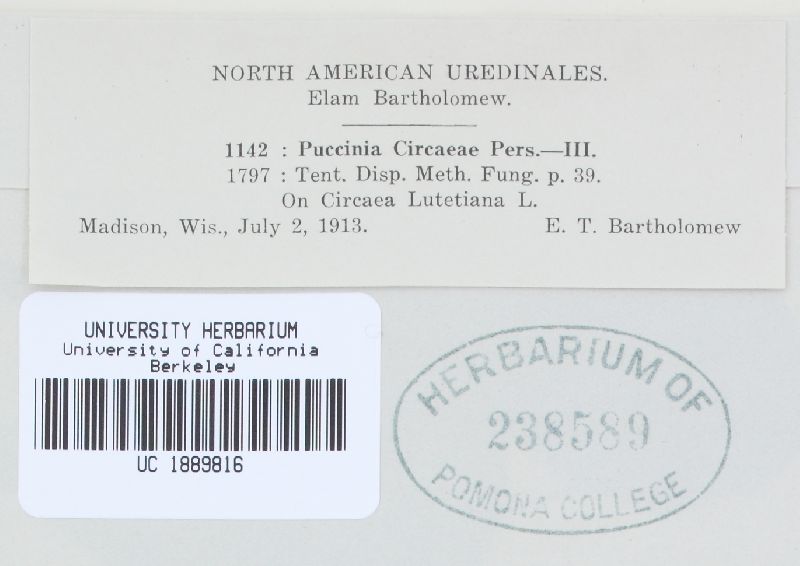 NORTH AMERICAN UREDINALES.
Elam Bartholomew.
1142 : Puccinia Circaeae Pers.—III.
1797 : Tent. Disp. Meth. Fung. p. 39.
On Circaea Lutetiana L.
Madison, Wis., July 2, 1913. E. T. Bartholomew
UNIVERSITY HERBARIUM
University of California
Berkeley
UC 1889816
HERBARIUM OF
238589
POMONA COLLEGE